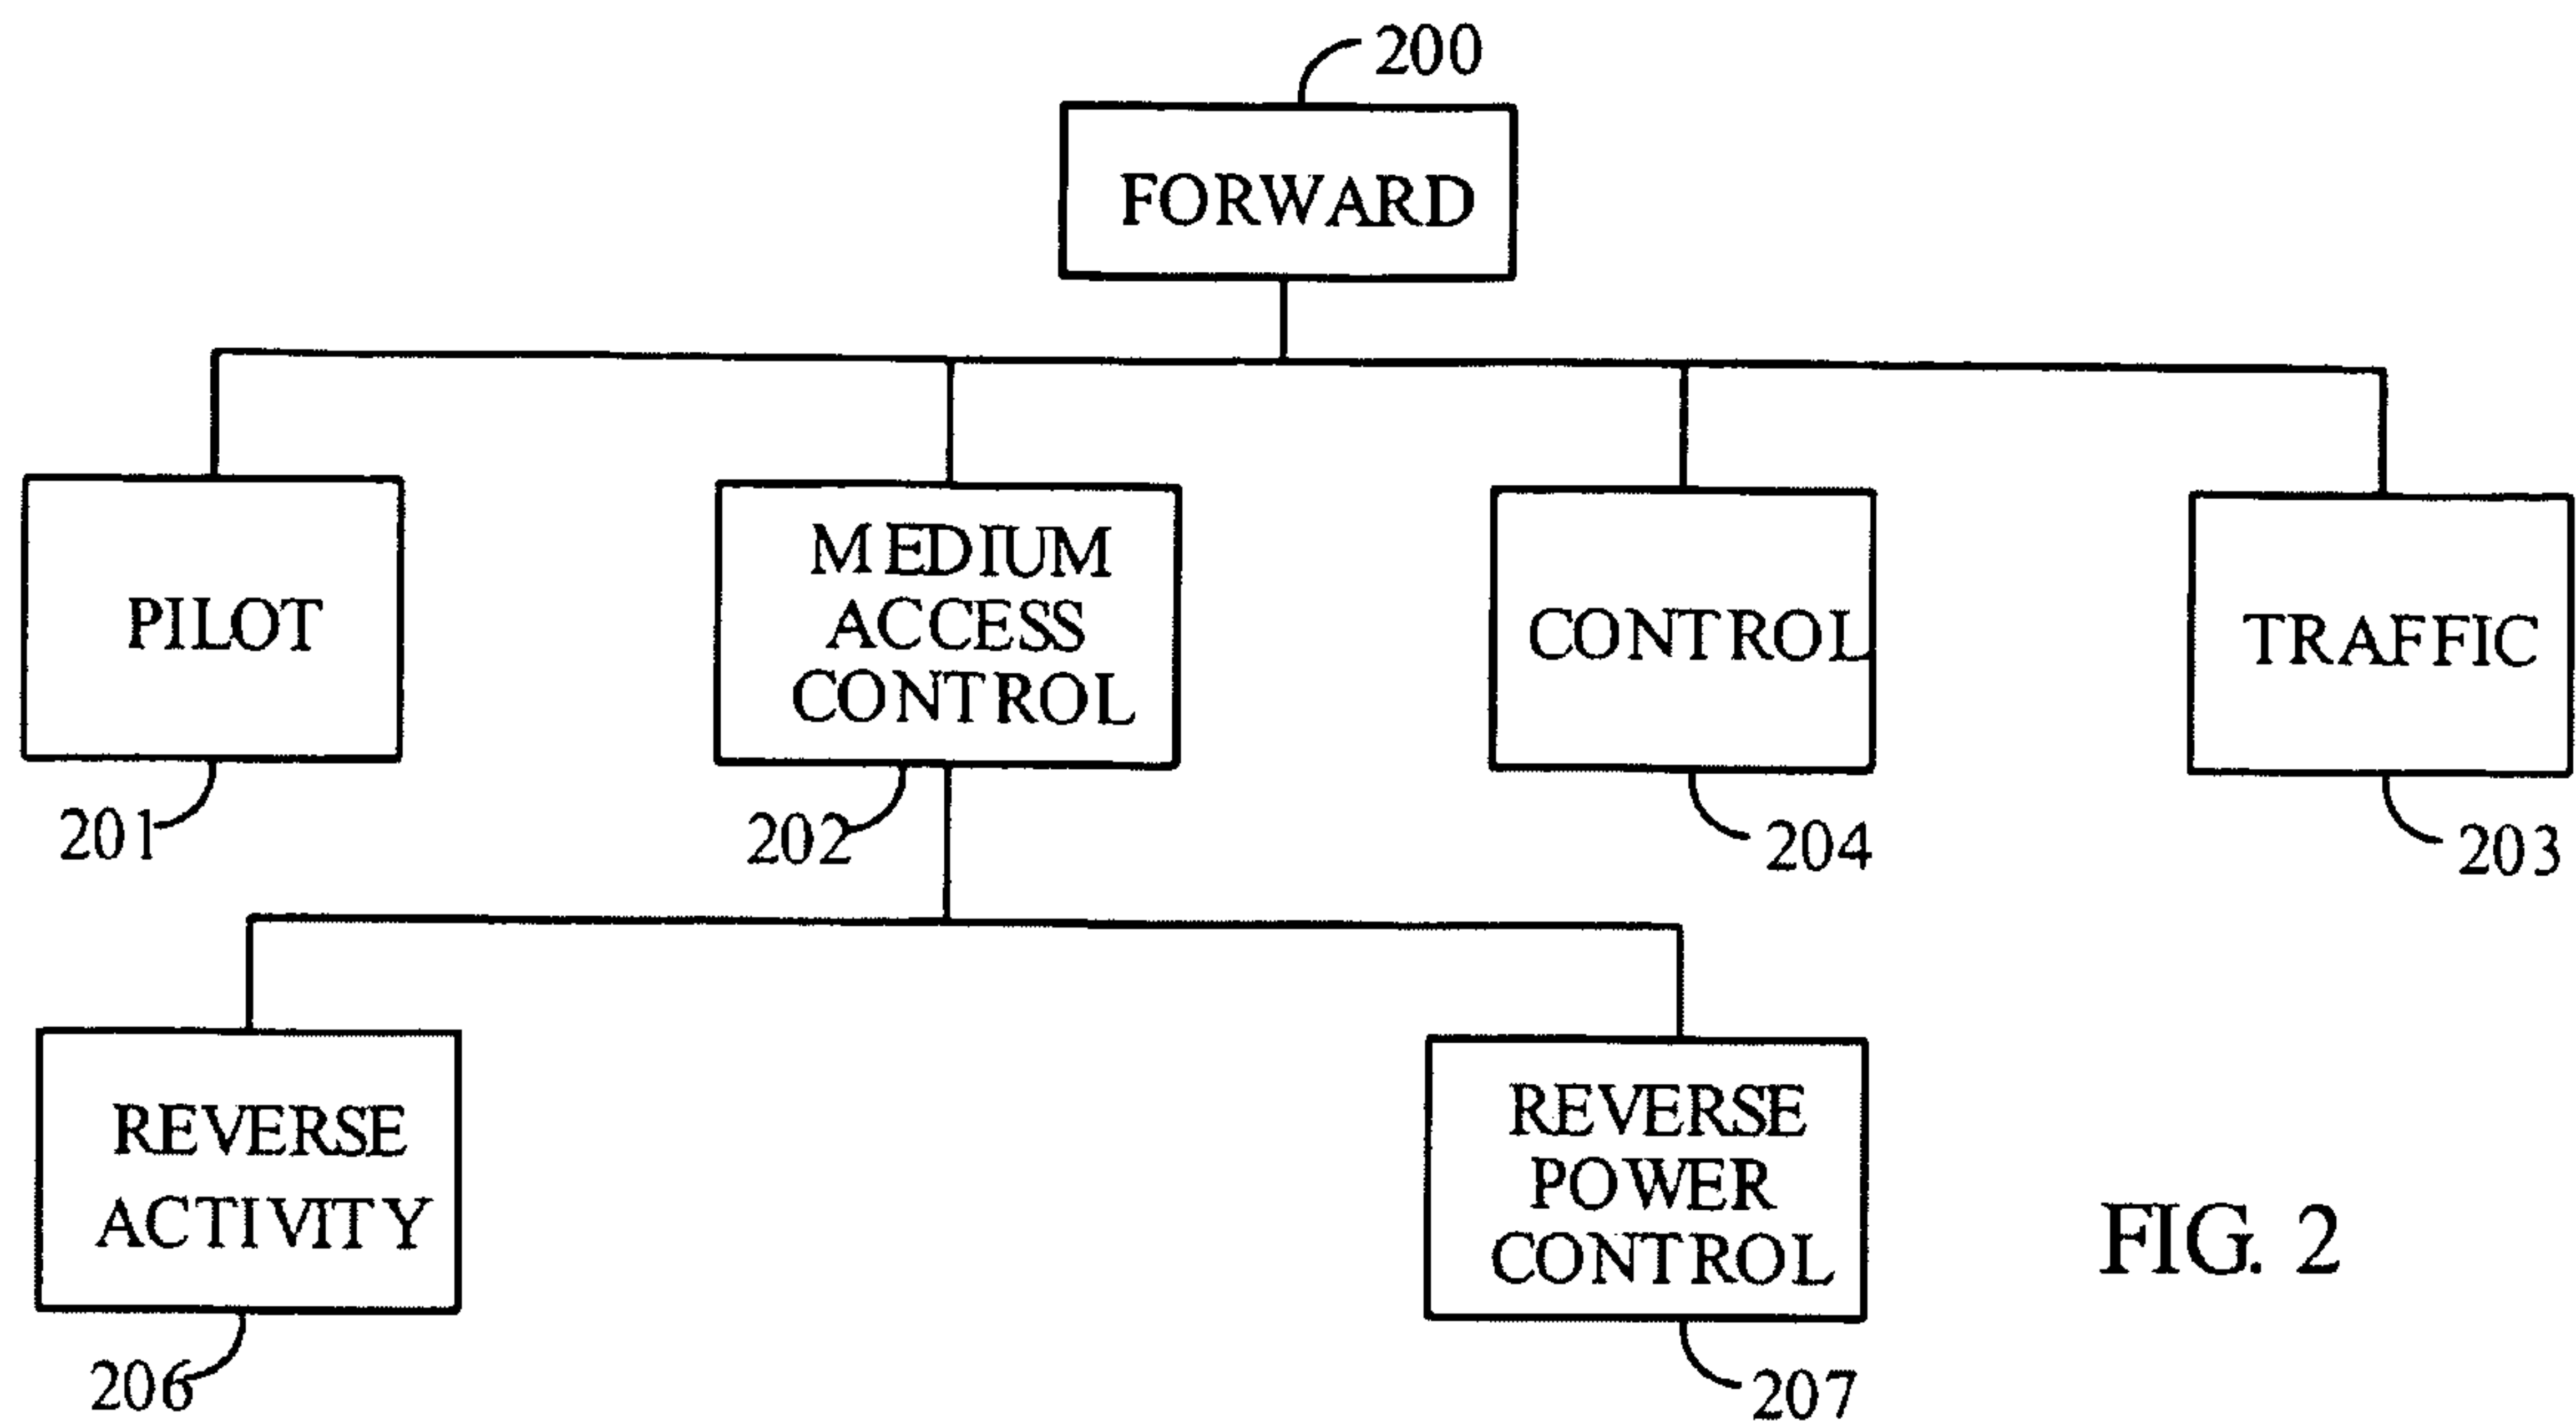 200
FORWARD
PILOT
MEDIUM
ACCESS
CONTROL
CONTROL
TRAFFIC
201
202
204
203
REVERSE
ACTIVITY
REVERSE
POWER
CONTROL
FIG. 2
206
207